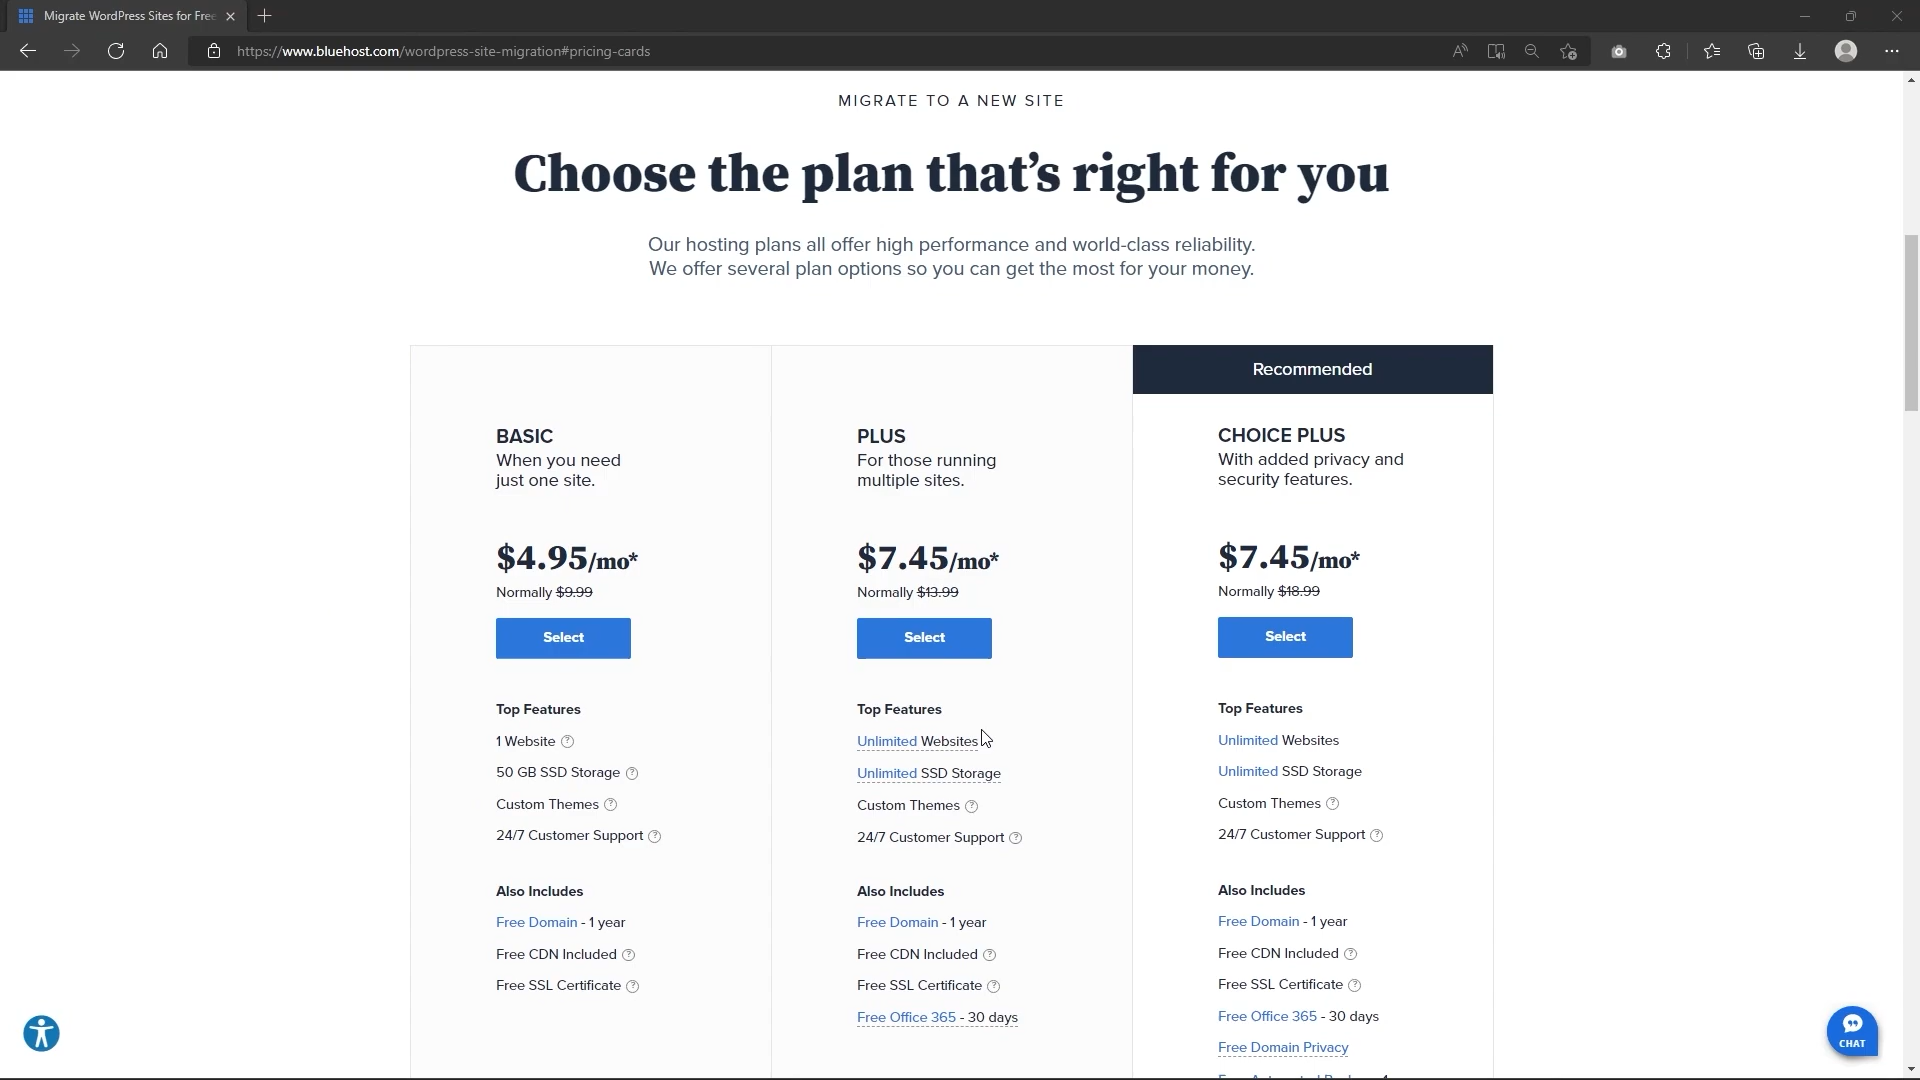 Migrate WordPress Sites for Free
https://www.bluehost.com/wordpress-site-migration#pricing-cards
MIGRATE TO A NEW SITE
Choose the plan that's right for you
Our hosting plans all offer high performance and world-class reliability.
We offer several plan options so you can get the most for your money.
BASIC
When you need
just one site.
$4.95/mo*
Normally $9.99
Select
Top Features
1 Website
50 GB SSD Storage
Custom Themes
24/7 Customer Support
Also Includes
Free Domain - 1 year
Free CDN Included
Free SSL Certificate
PLUS
For those running
multiple sites.
$7.45/mo*
Normally $13.99
Select
Top Features
Unlimited Websites
Unlimited SSD Storage
Custom Themes
24/7 Customer Support
Also Includes
Free Domain - 1 year
Free CDN Included
Free SSL Certificate
Free Office 365 - 30 days
Recommended
CHOICE PLUS
With added privacy and
security features.
$7.45/mo*
Normally $18.99
Select
Top Features
Unlimited Websites
Unlimited SSD Storage
Custom Themes
24/7 Customer Support
Also Includes
Free Domain - 1 year
Free CDN Included
Free SSL Certificate
Free Office 365 - 30 days
Free Domain Privacy
CHAT